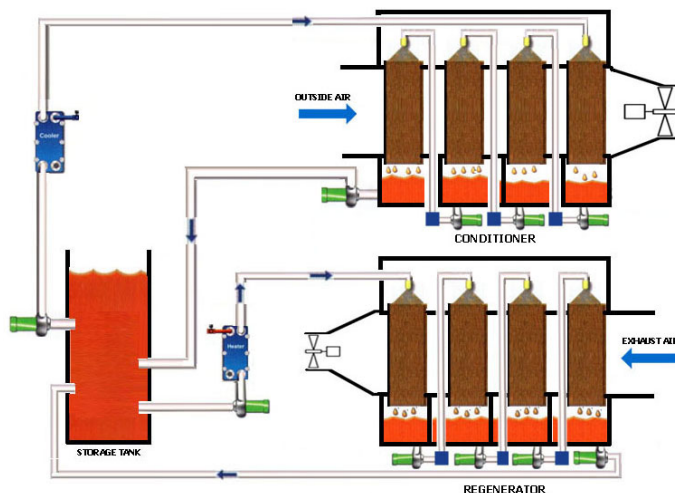 OUTSIDE AIR
Cooler
CONDITIONER
Heater
EXHAUST AIR
STORAGE TANK
REGENERATOR